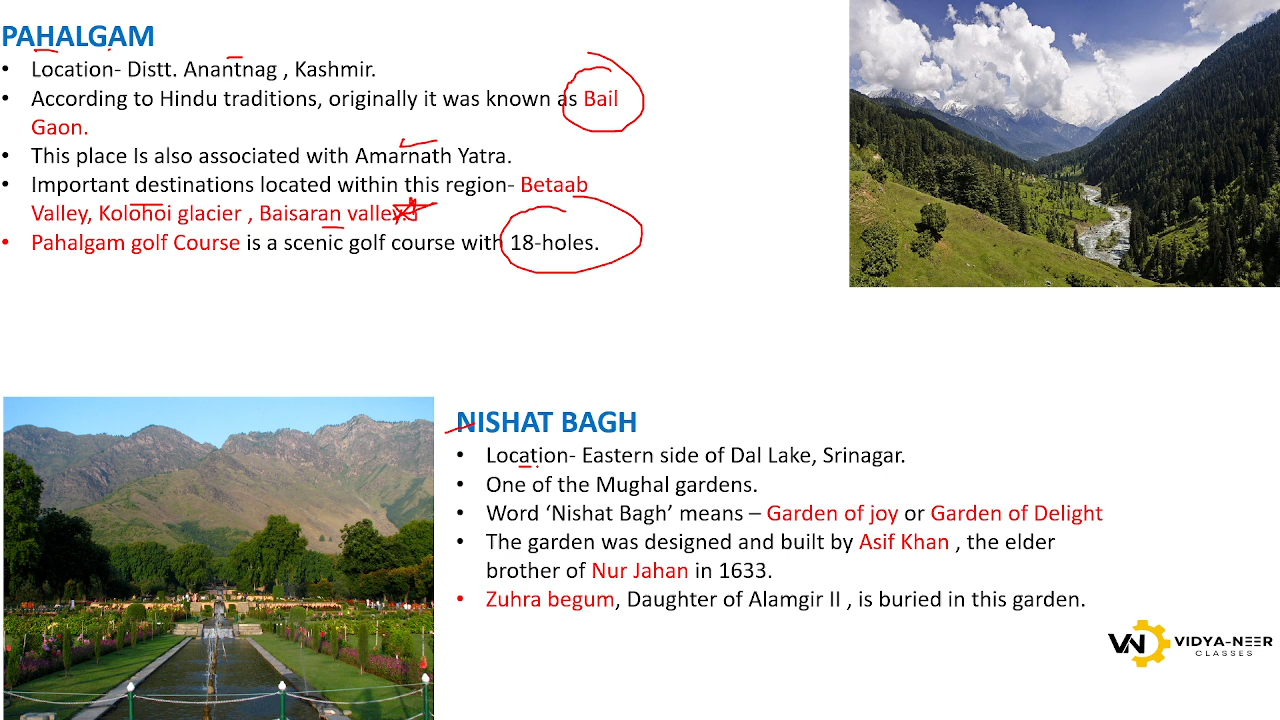 PAHALGAM
• Location- Distt. Anantnag , Kashmir.
• According to Hindu traditions, originally it was known as Bail
Gaon.
• This place Is also associated with Amarnath Yatra.
• Important destinations located within this region- Betaab
Valley, Kolohoi glacier , Baisaran valley.
• Pahalgam golf Course is a scenic golf course with 18-holes.
NISHAT BAGH
• Location- Eastern side of Dal Lake, Srinagar.
• One of the Mughal gardens.
• Word ‘Nishat Bagh’ means – Garden of joy or Garden of Delight
• The garden was designed and built by Asif Khan , the elder
brother of Nur Jahan in 1633.
• Zuhra begum, Daughter of Alamgir II , is buried in this garden.
VN VIDYA-NEER
CLASSES